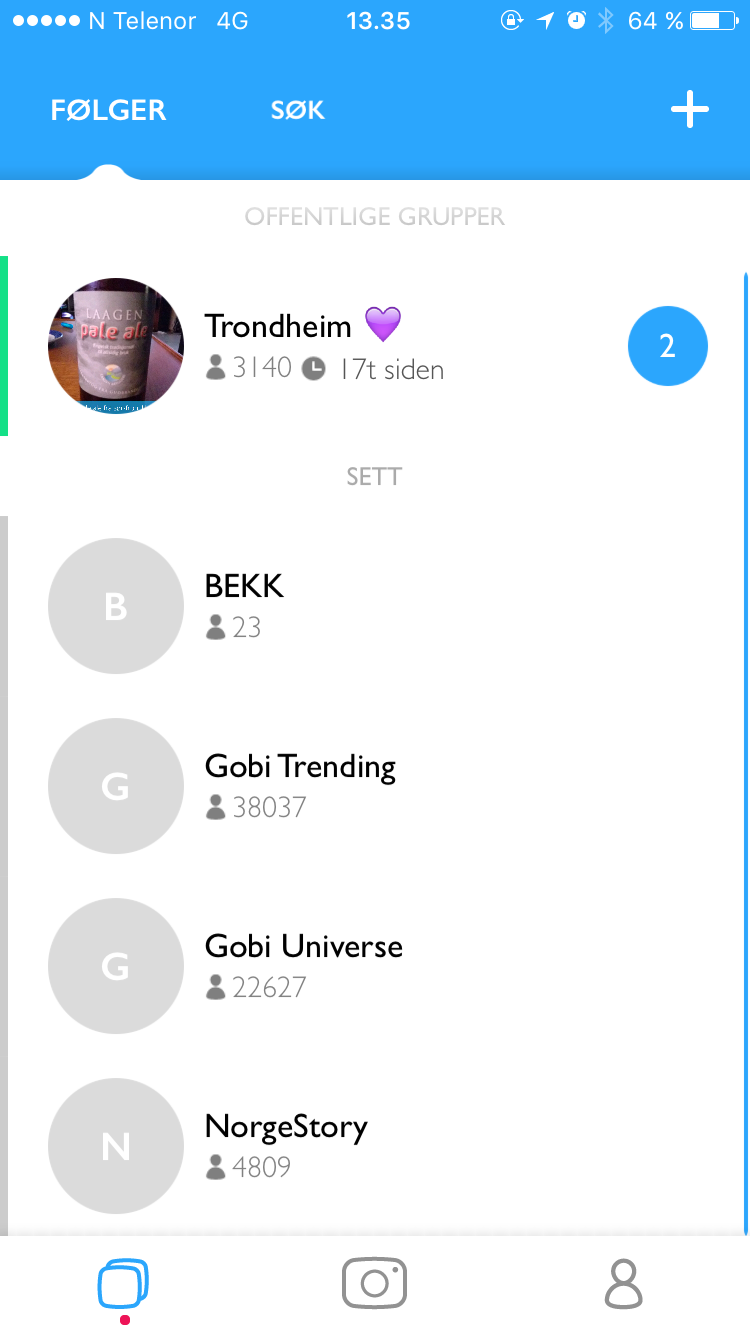 N Telenor 4G 13.35 64 %
FØLGER SØK
OFFENTLIGE GRUPPER
LAAGEN
pale ale
Trondheim 💜
3140 17t siden
2
SETT
B
BEKK
23
G
Gobi Trending
38037
G
Gobi Universe
22627
N
NorgeStory
4809